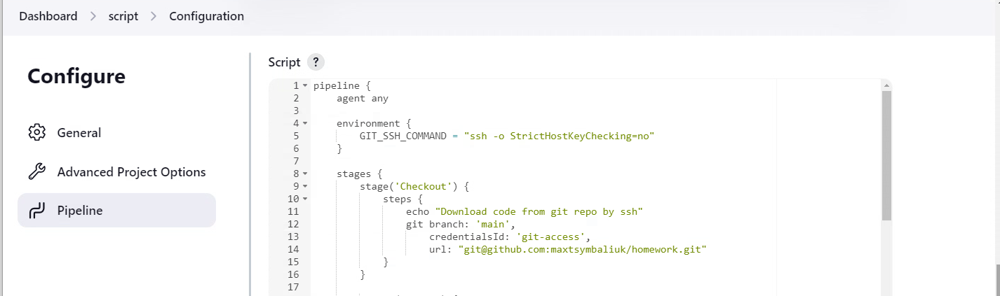 Dashboard > script > Configuration
Configure
General
Advanced Project Options
Pipeline
Script ?
1 pipeline {
2     agent any
3
4     environment {
5         GIT_SSH_COMMAND = "ssh -o StrictHostKeyChecking=no"
6     }
7
8     stages {
9         stage('Checkout') {
10             steps {
11                 echo "Download code from git repo by ssh"
12                 git branch: 'main',
13                     credentialsId: 'git-access',
14                     url: "git@github.com:maxtsymbaliuk/homework.git"
15             }
16         }
17